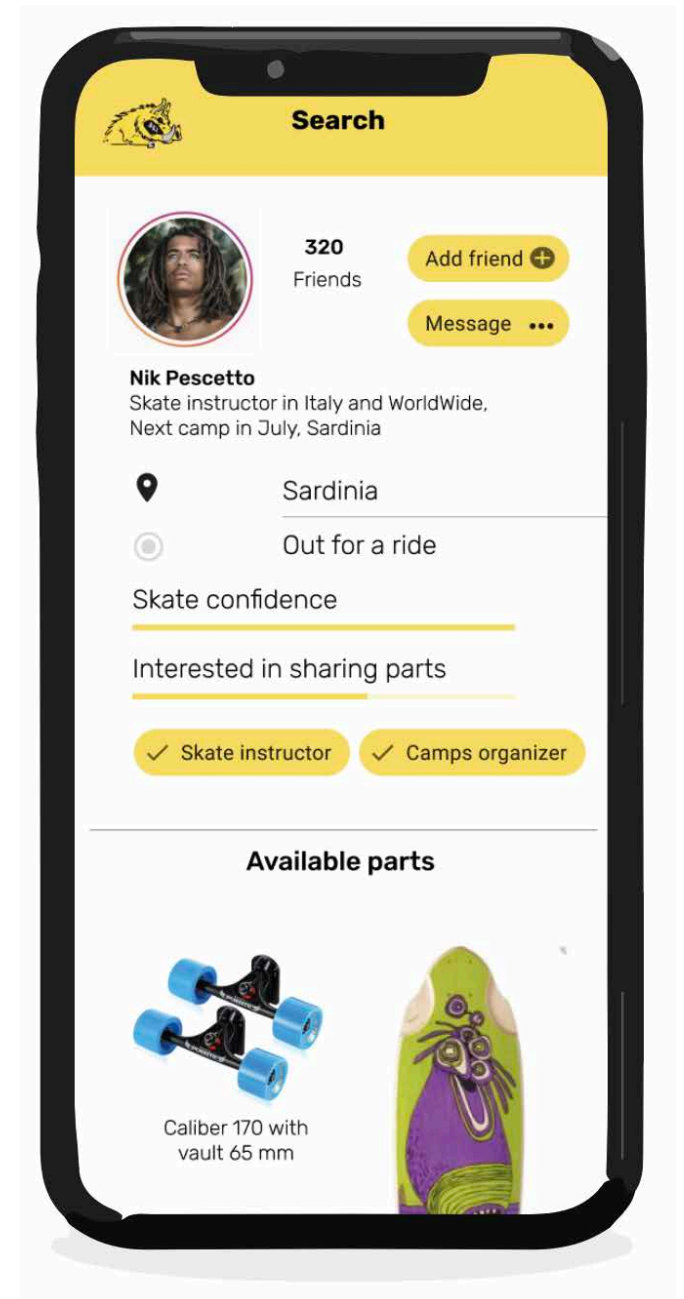 Search
320
Friends
Add friend
Message
Nik Pescetto
Skate instructor in Italy and WorldWide,
Next camp in July, Sardinia
Sardinia
Out for a ride
Skate confidence
Interested in sharing parts
Skate instructor
Camps organizer
Available parts
Caliber 170 with
vault 65 mm